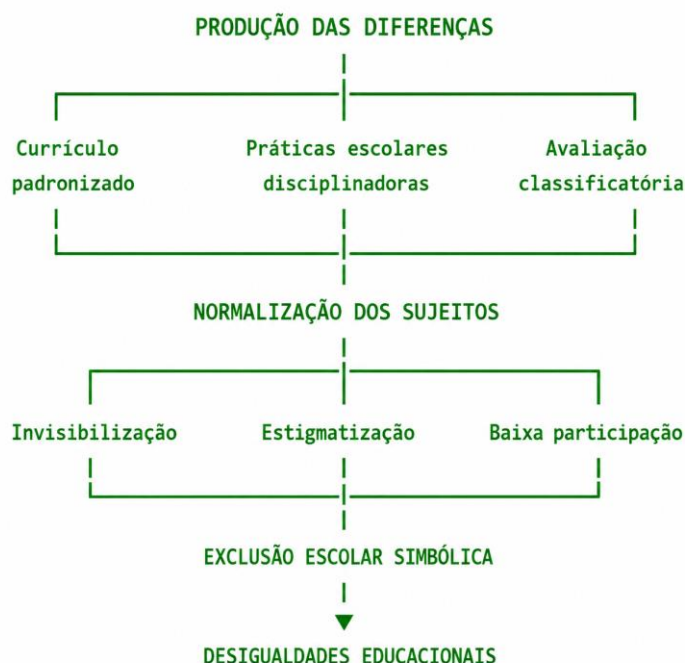 PRODUÇÃO DAS DIFERENÇAS
Currículo Práticas escolares Avaliação
padronizado disciplinadoras classificatória
NORMALIZAÇÃO DOS SUJEITOS
Invisibilização Estigmatização Baixa participação
EXCLUSÃO ESCOLAR SIMBÓLICA
DESIGUALDADES EDUCACIONAIS